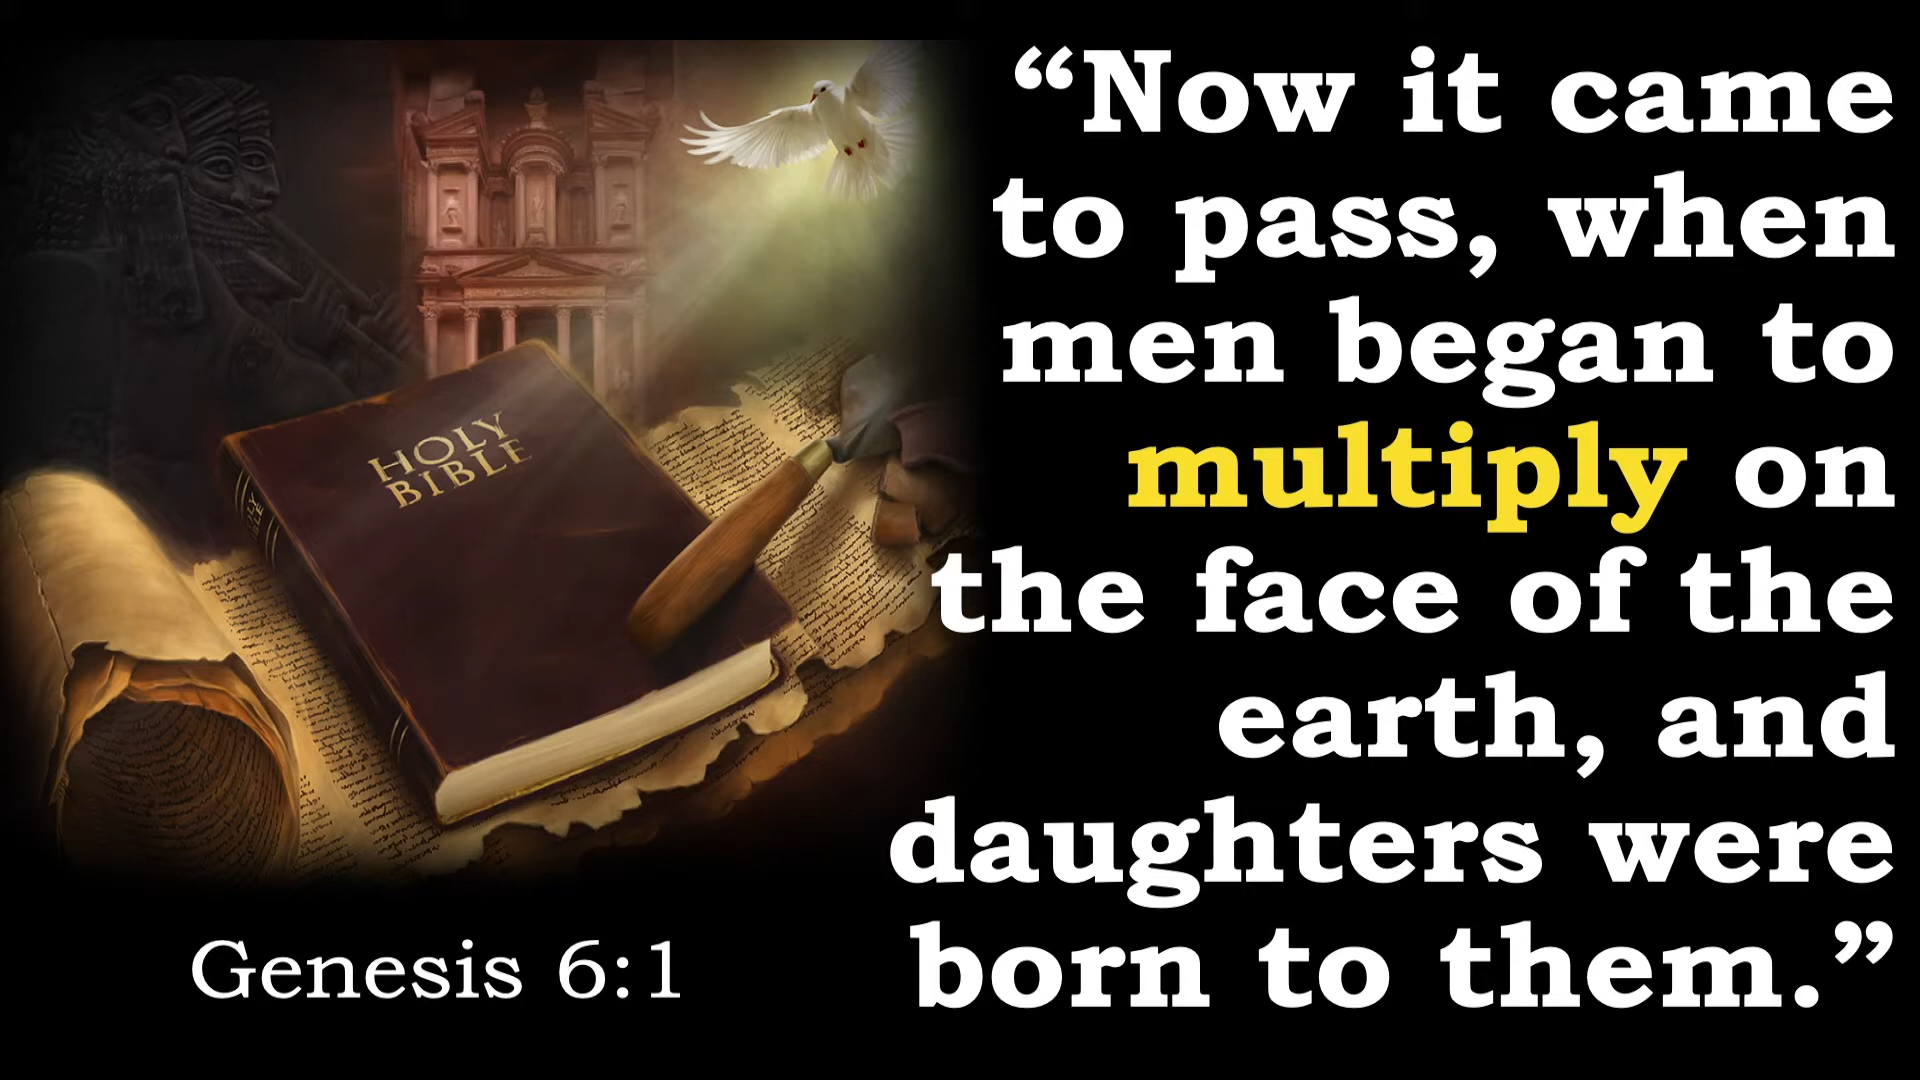 “Now it came
to pass, when
men began to
multiply on
the face of the
earth, and
daughters were
born to them.”
HOLY
BIBLE
Genesis 6:1